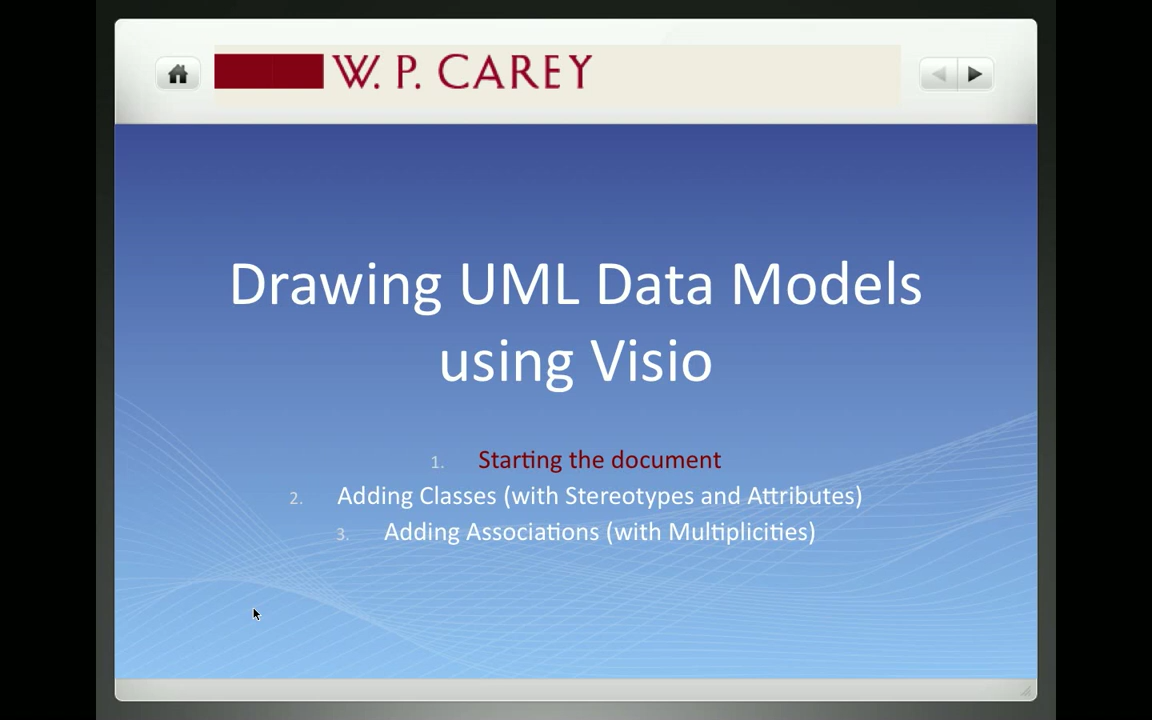 W. P. CAREY
Drawing UML Data Models
using Visio
1. Starting the document
2. Adding Classes (with Stereotypes and Attributes)
3. Adding Associations (with Multiplicities)